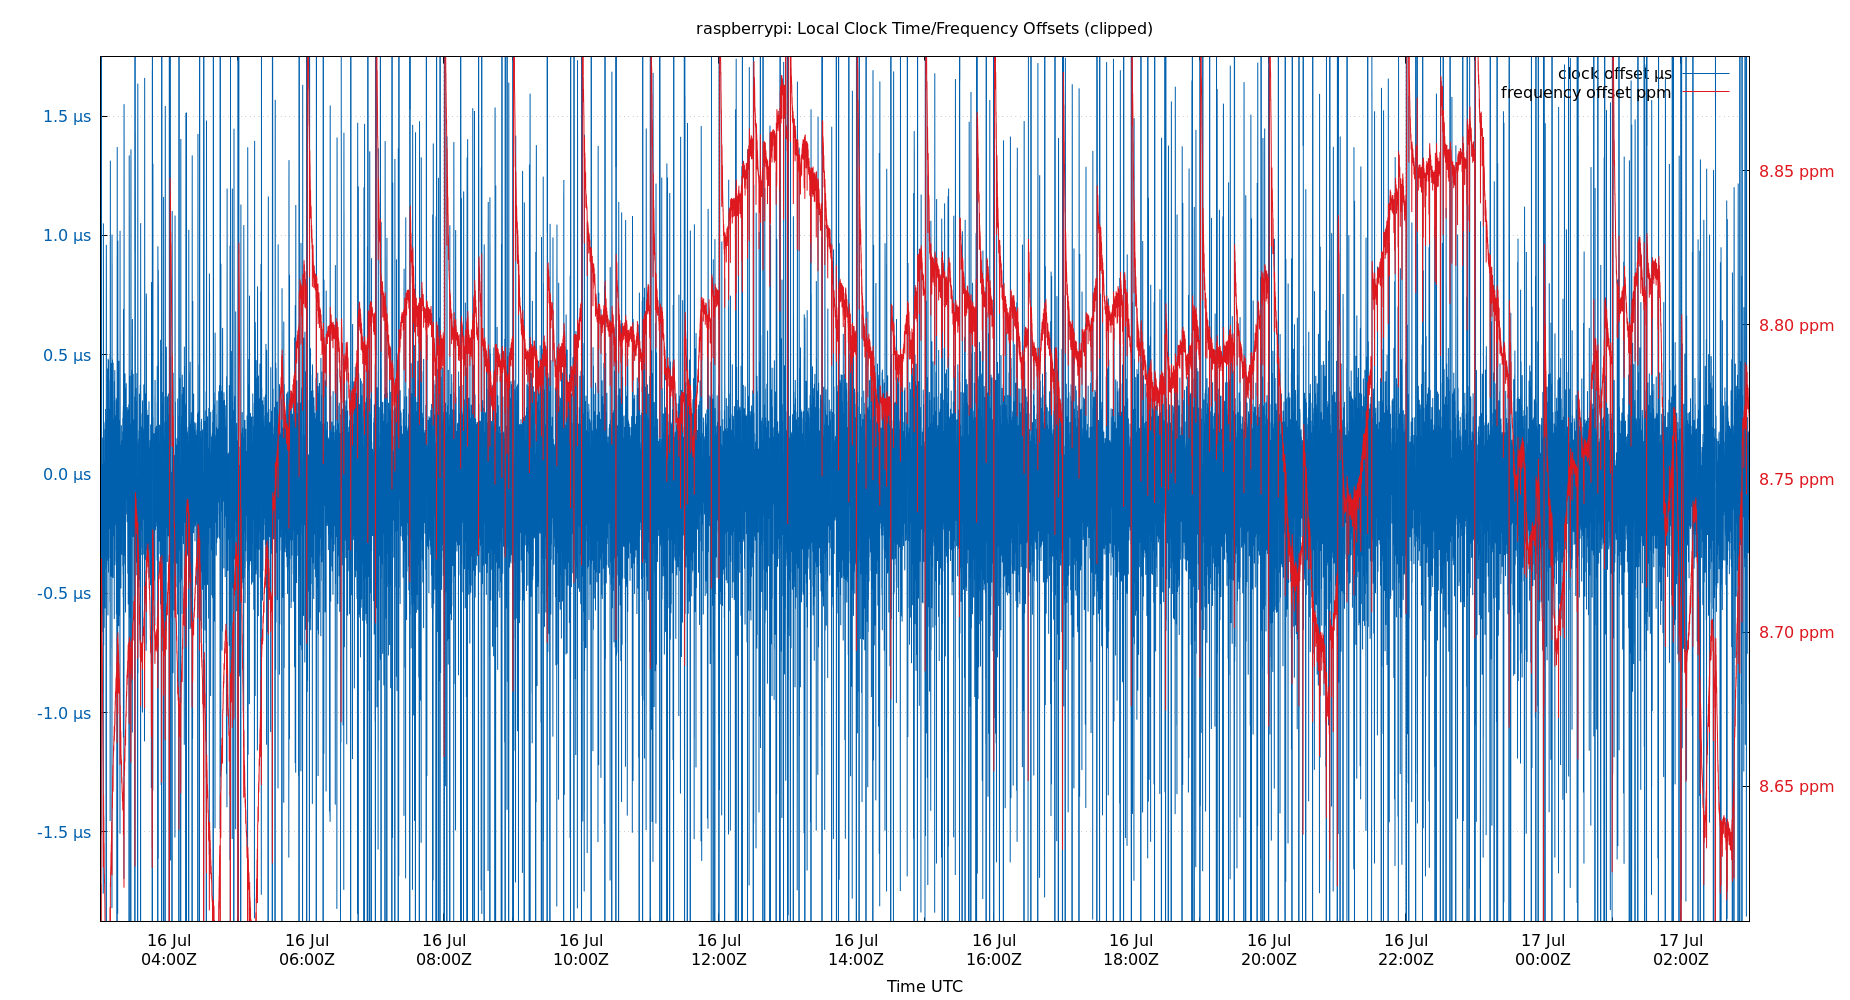 raspberrypi: Local Clock Time/Frequency Offsets (clipped)
clock offset µs
frequency offset ppm
1.5 µs
1.0 µs
0.5 µs
0.0 µs
-0.5 µs
-1.0 µs
-1.5 µs
8.85 ppm
8.80 ppm
8.75 ppm
8.70 ppm
8.65 ppm
16 Jul 16 Jul 16 Jul 16 Jul 16 Jul 16 Jul 16 Jul 16 Jul 16 Jul 16 Jul 17 Jul 17 Jul
04:00Z 06:00Z 08:00Z 10:00Z 12:00Z 14:00Z 16:00Z 18:00Z 20:00Z 22:00Z 00:00Z 02:00Z
Time UTC